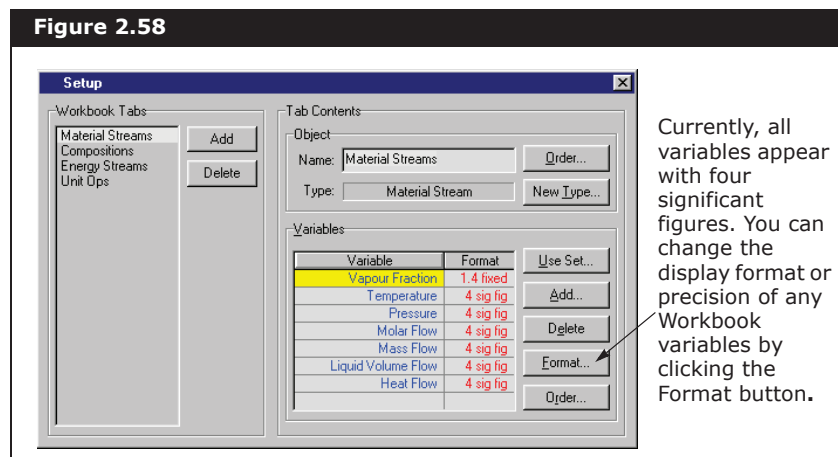 Figure 2.58
Setup
Workbook Tabs
Material Streams
Compositions
Energy Streams
Unit Ops
Add
Delete
Tab Contents
Object
Name: Material Streams
Order...
Type: Material Stream
New Type...
Variables
Variable Format
Vapour Fraction 1.4 fixed
Temperature 4 sig fig
Pressure 4 sig fig
Molar Flow 4 sig fig
Mass Flow 4 sig fig
Liquid Volume Flow 4 sig fig
Heat Flow 4 sig fig
Use Set...
Add...
Delete
Format...
Order...
Currently, all
variables appear
with four
significant
figures. You can
change the
display format or
precision of any
Workbook
variables by
clicking the
Format button.